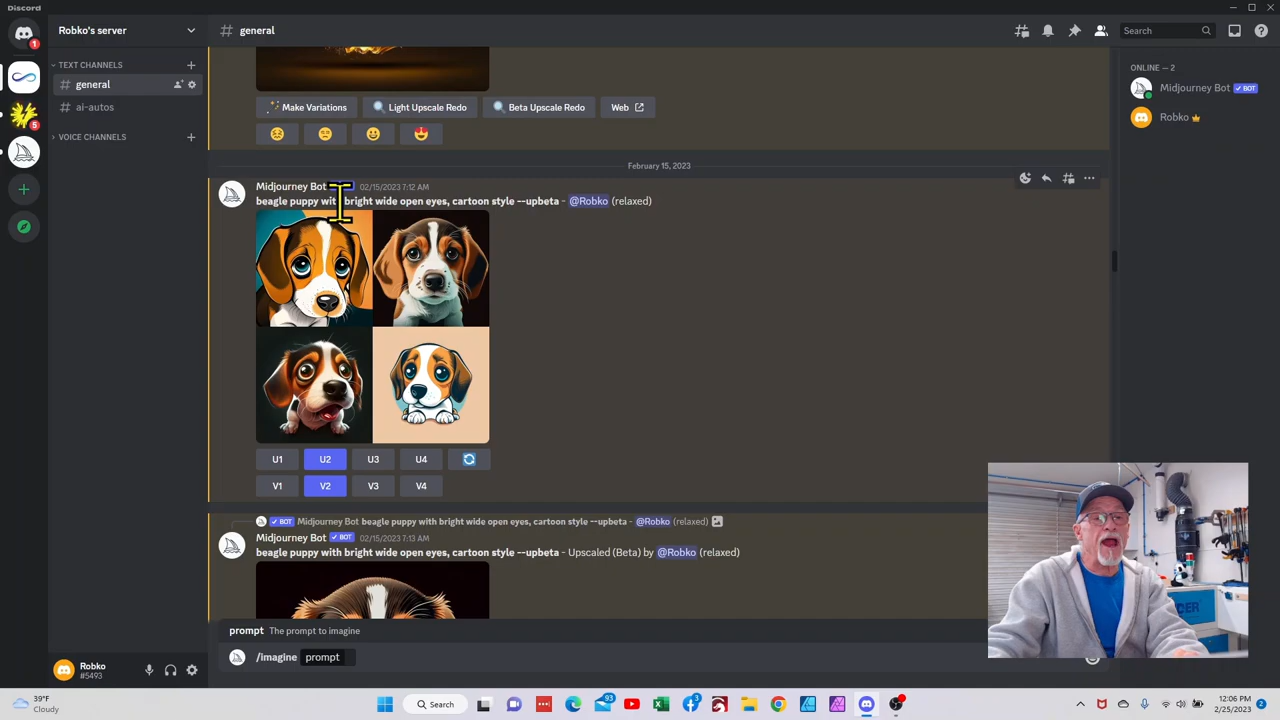 Discord
1
5
Robko's server
TEXT CHANNELS
general
ai-autos
VOICE CHANNELS
# general
Search
Make Variations
Light Upscale Redo
Beta Upscale Redo
Web
February 15, 2023
Midjourney Bot 02/15/2023 7:12 AM
beagle puppy with bright wide open eyes, cartoon style --upbeta - @Robko (relaxed)
U1 U2 U3 U4
V1 V2 V3 V4
BOT Midjourney Bot beagle puppy with bright wide open eyes, cartoon style --upbeta - @Robko (relaxed)
Midjourney Bot BOT 02/15/2023 7:13 AM
beagle puppy with bright wide open eyes, cartoon style --upbeta - Upscaled (Beta) by @Robko (relaxed)
prompt The prompt to imagine
/imagine prompt
ONLINE — 2
Midjourney Bot BOT
Robko
Robko
#5493
39°F
Cloudy
Search
93
3
12:06 PM
2/25/2023
2